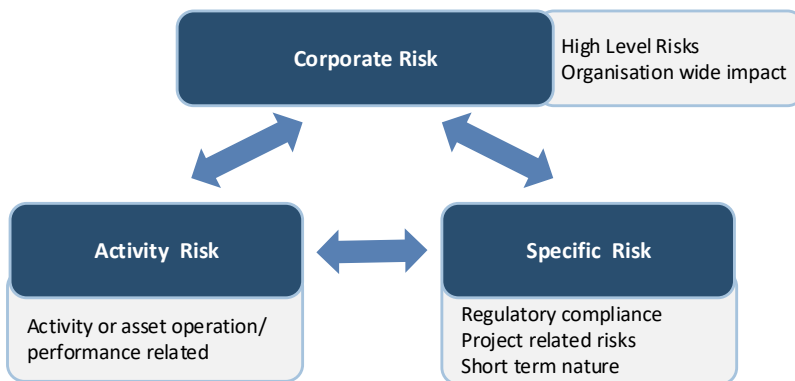 Corporate Risk
High Level Risks
Organisation wide impact
Activity Risk
Activity or asset operation/
performance related
Specific Risk
Regulatory compliance
Project related risks
Short term nature